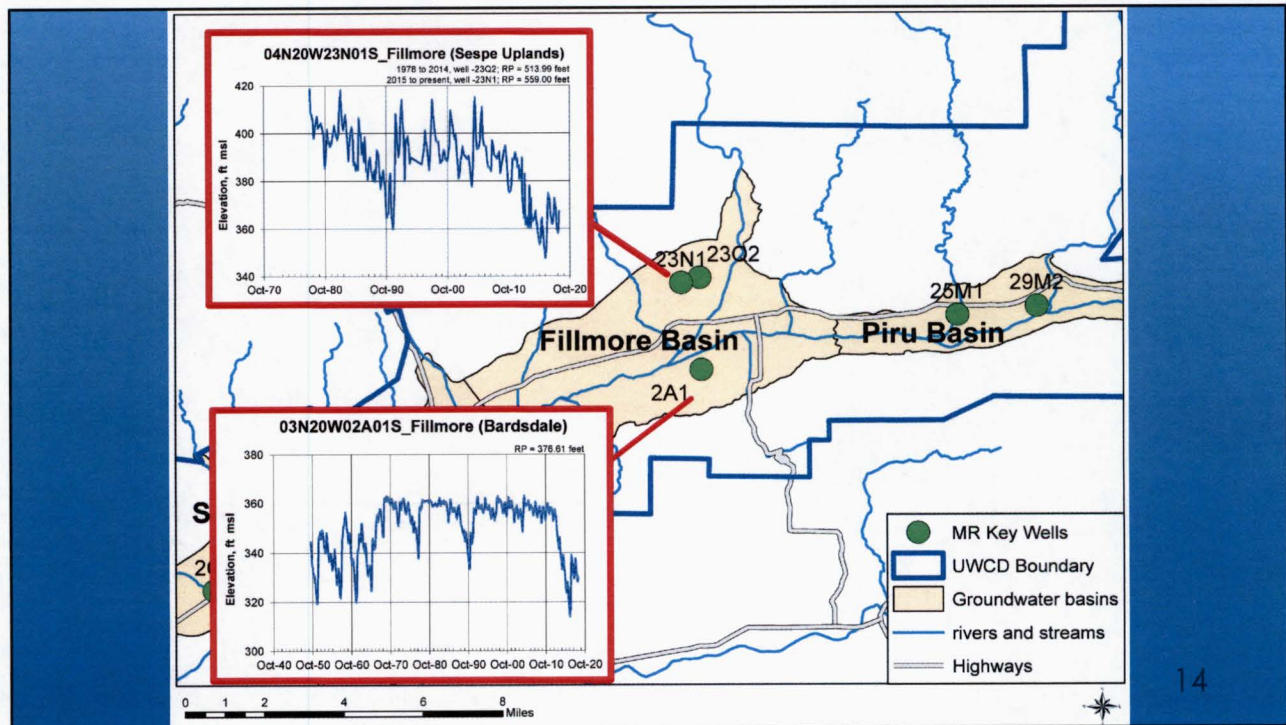 04N20W23N01S_Fillmore (Sespe Uplands)
1978 to 2014, well -23Q2; RP = 513.99 feet
2015 to present, well -23N1; RP = 559.00 feet
Elevation, ft msl
420
400
380
360
340
Oct-70 Oct-80 Oct-90 Oct-00 Oct-10 Oct-20
23N1 23Q2
25M1 29M2
Fillmore Basin Piru Basin
2A1
03N20W02A01S_Fillmore (Bardsdale)
RP = 376.61 feet
Elevation, ft msl
380
360
340
320
300
Oct-40 Oct-50 Oct-60 Oct-70 Oct-80 Oct-90 Oct-00 Oct-10 Oct-20
S
MR Key Wells
UWCD Boundary
Groundwater basins
rivers and streams
Highways
0 1 2 4 6 8
Miles
14